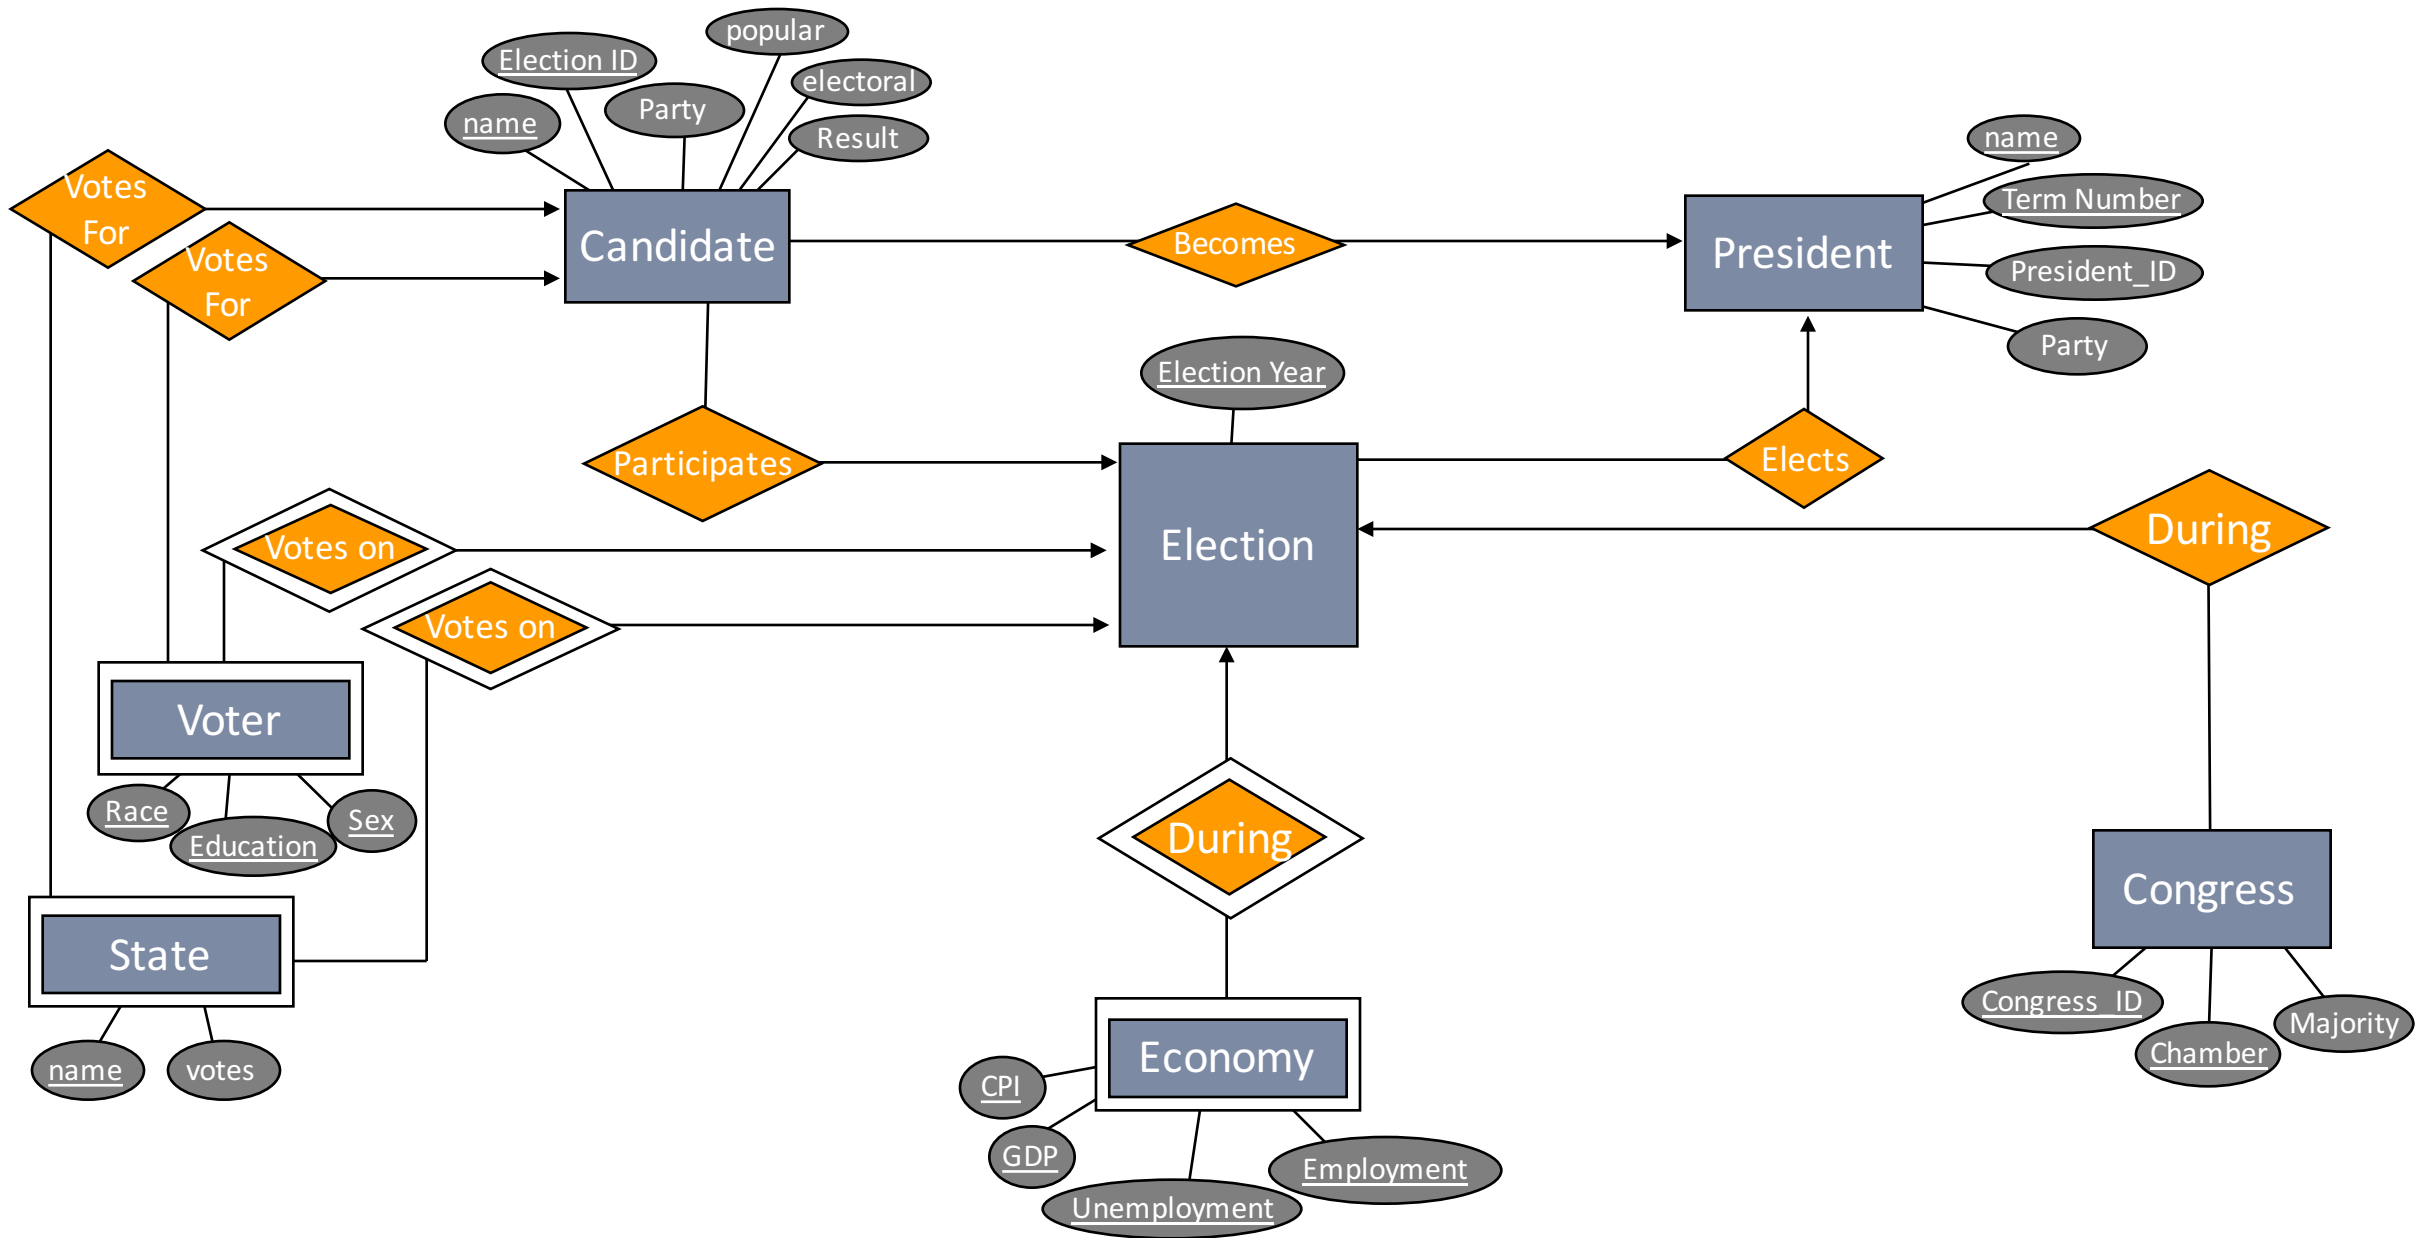 popular
Election ID
electoral
Party
name
Result
name
Votes
For
Term Number
Candidate
Becomes
President
Votes
For
President_ID
Party
Election Year
Participates
Elects
During
Votes on
Election
Votes on
Voter
Race
Sex
Education
During
Congress
State
Congress_ID
Majority
Chamber
name
votes
Economy
CPI
GDP
Employment
Unemployment